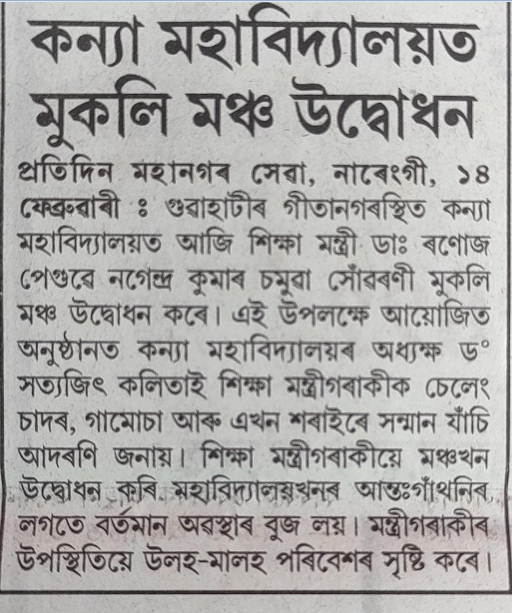 কন্যা মহাবিদ্যালয়ত
মুকলি মঞ্চ উদ্বোধন
প্ৰতিদিন মহানগৰ সেৱা, নাৰেংগী, ১৪
ফেব্ৰুৱাৰী : গুৱাহাটীৰ গীতানগৰস্থিত কন্যা
মহাবিদ্যালয়ত আজি শিক্ষা মন্ত্ৰী ডাঃ ৰণোজ
পেগুৱে নগেন্দ্ৰ কুমাৰ চমুৱা সোঁৱৰণী মুকলি
মঞ্চ উদ্বোধন কৰে। এই উপলক্ষে আয়োজিত
অনুষ্ঠানত কন্যা মহাবিদ্যালয়ৰ অধ্যক্ষ ড°
সত্যজিৎ কলিতাই শিক্ষা মন্ত্ৰীগৰাকীক চেলেং
চাদৰ, গামোচা আৰু এখন শৰাইৰে সন্মান যাঁচি
আদৰণি জনায়। শিক্ষা মন্ত্ৰীগৰাকীয়ে মঞ্চখন
উদ্বোধন কৰি মহাবিদ্যালয়খনৰ আন্তঃগাঁথনিৰ
লগতে বৰ্তমান অৱস্থাৰ বুজ লয়। মন্ত্ৰীগৰাকীৰ
উপস্থিতিয়ে উলহ-মালহ পৰিবেশৰ সৃষ্টি কৰে।